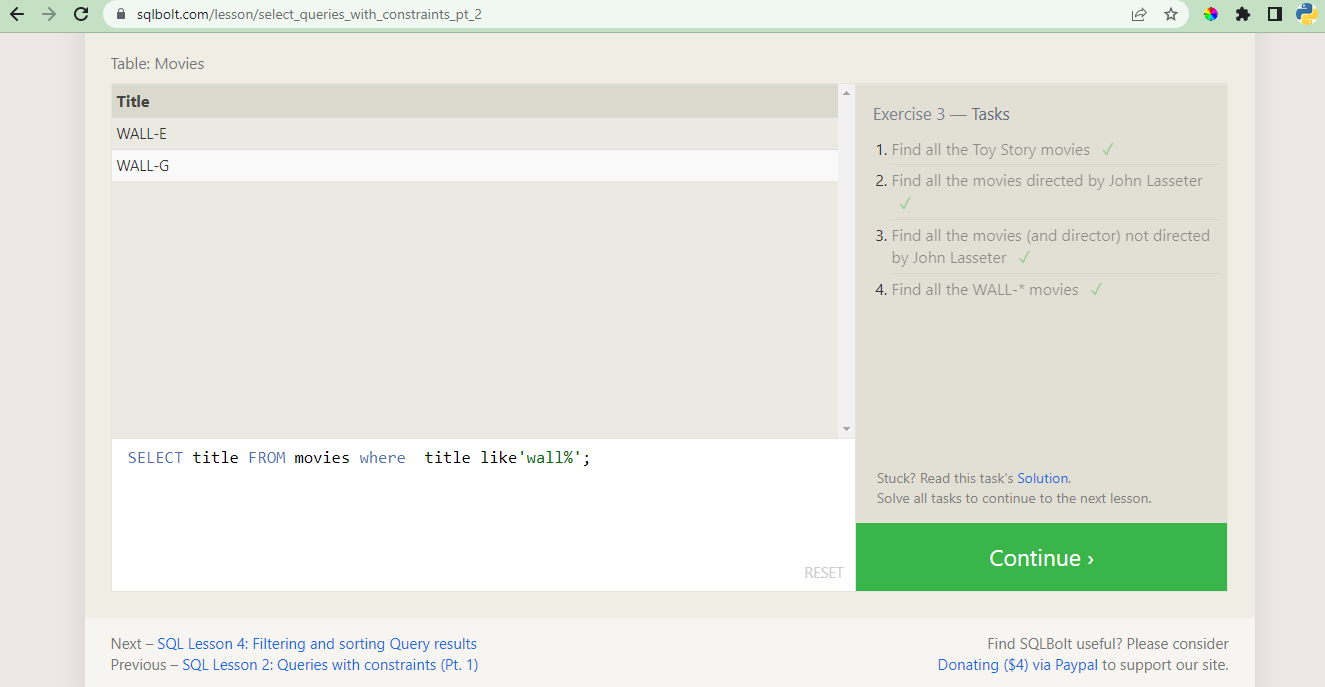 sqlbolt.com/lesson/select_queries_with_constraints_pt_2
Table: Movies
Title
WALL-E
WALL-G
Exercise 3 — Tasks
1. Find all the Toy Story movies ✓
2. Find all the movies directed by John Lasseter
✓
3. Find all the movies (and director) not directed
by John Lasseter ✓
4. Find all the WALL-* movies ✓
SELECT title FROM movies where  title like'wall%';
RESET
Stuck? Read this task's Solution.
Solve all tasks to continue to the next lesson.
Continue ›
Next – SQL Lesson 4: Filtering and sorting Query results
Previous – SQL Lesson 2: Queries with constraints (Pt. 1)
Find SQLBolt useful? Please consider
Donating ($4) via Paypal to support our site.